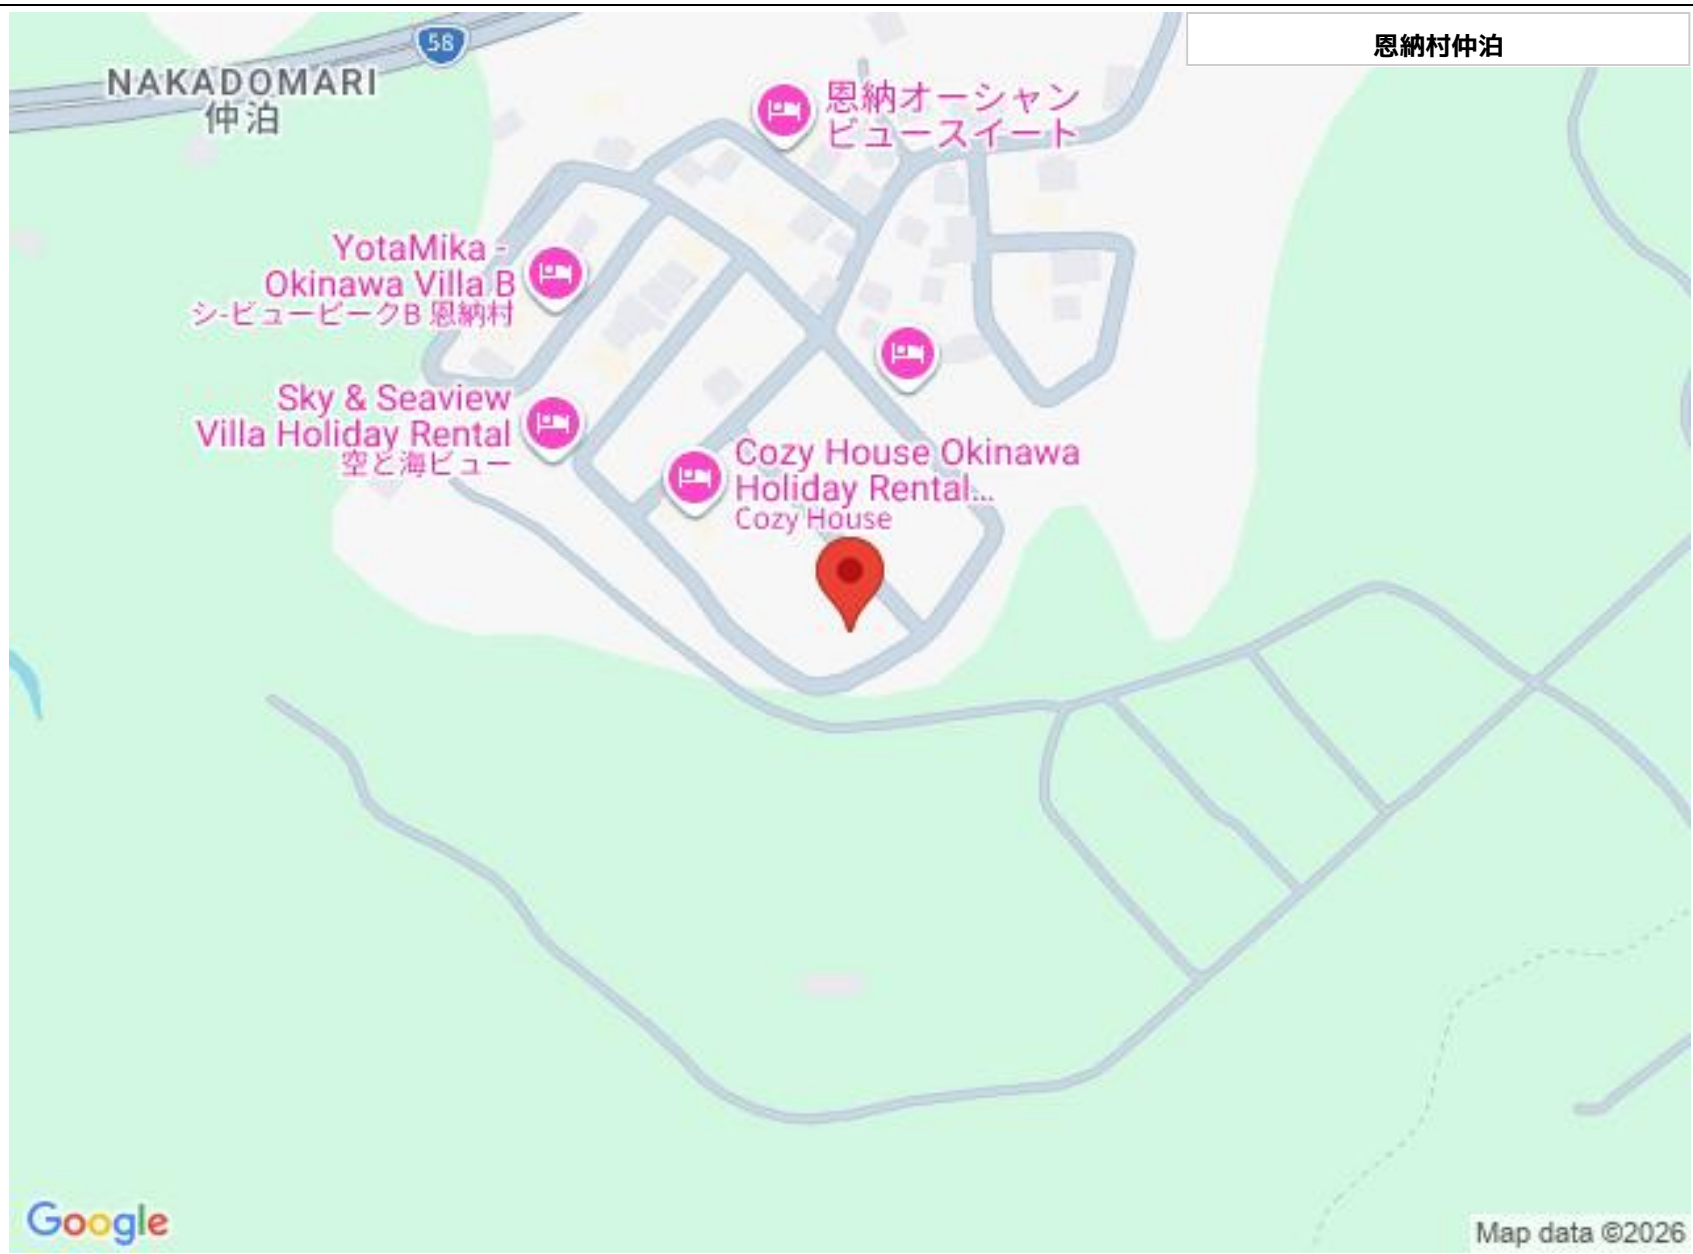 恩納村仲泊
58
NAKADOMARI
仲泊
恩納オーシャン
ビュースイート
YotaMika -
Okinawa Villa B
シ-ビューピークB 恩納村
Sky & Seaview
Villa Holiday Rental
空と海ビュー
Cozy House Okinawa
Holiday Rental...
Cozy House
Google
Map data ©2026